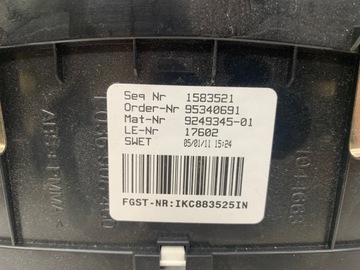 Seq Nr 1583521
Order-Nr 95340691
Mat-Nr 9249345-01
LE-Nr 17602
SWET 05/01/11 15:24
FGST-NR:IKC883525IN